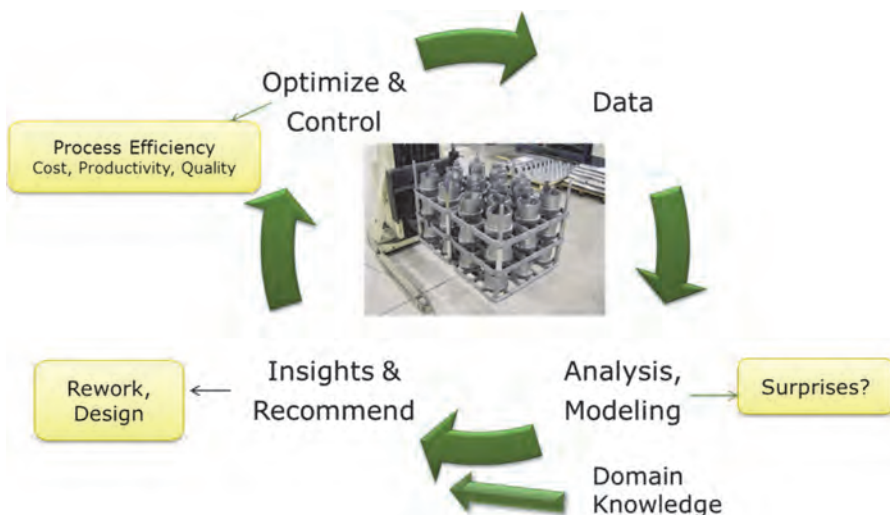 Optimize &
Control
Data
Process Efficiency
Cost, Productivity, Quality
Insights &
Recommend
Analysis,
Modeling
Rework,
Design
Surprises?
Domain
Knowledge